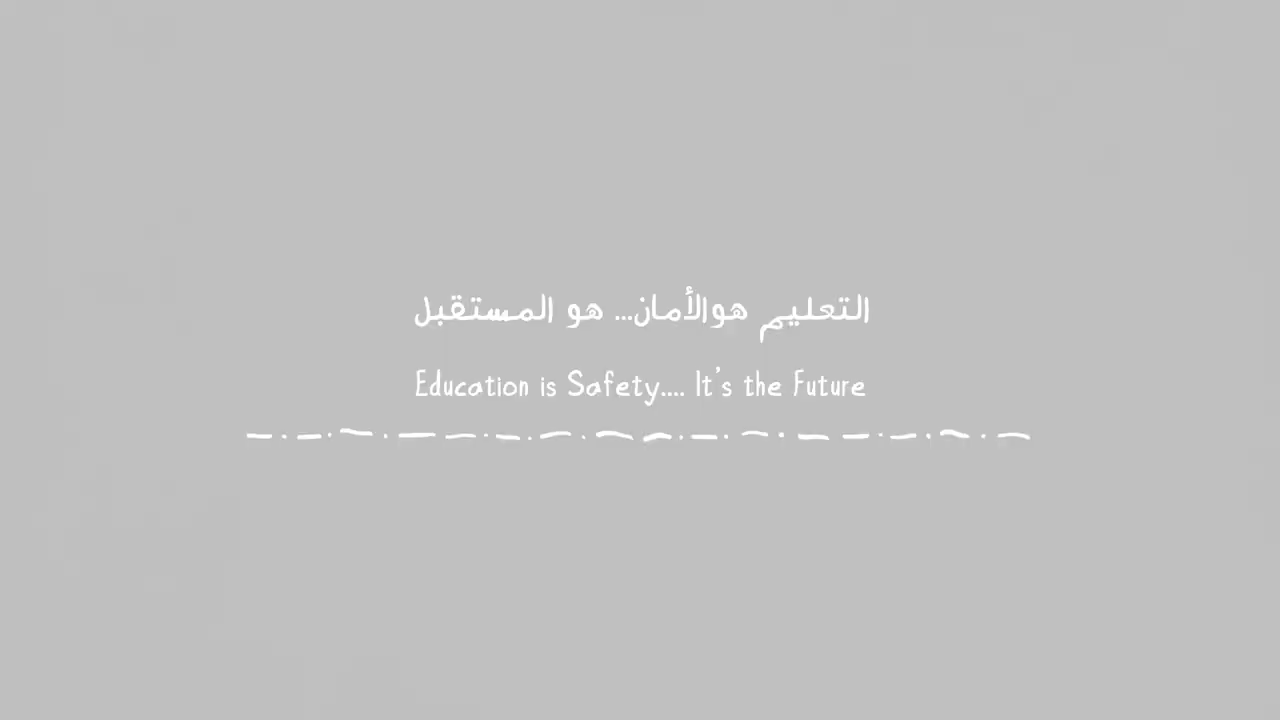 التعليم هوالأمان... هو المستقبل
Education is Safety.... It's the Future